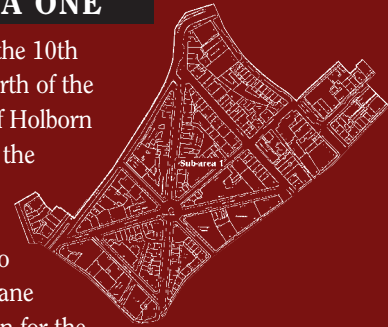 A ONE
the 10th
rth of the
f Holborn
the
Sub-area 1
o
ane
n for the